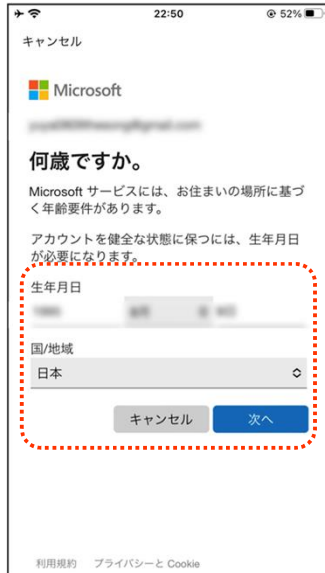 22:50
52%
キャンセル
Microsoft
何歳ですか。
Microsoft サービスには、お住まいの場所に基づ
く年齢要件があります。
アカウントを健全な状態に保つには、生年月日
が必要になります。
生年月日
国/地域
日本
キャンセル 次へ
利用規約 プライバシーと Cookie